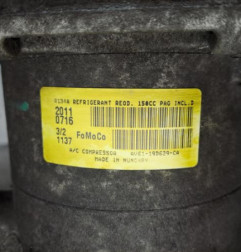 R134A REFRIGERANT REQD. 150CC PAG INCL.D
2011
0716
3/2 FoMoCo
1137
A/C COMPRESSOR
MADE IN HUNGARY